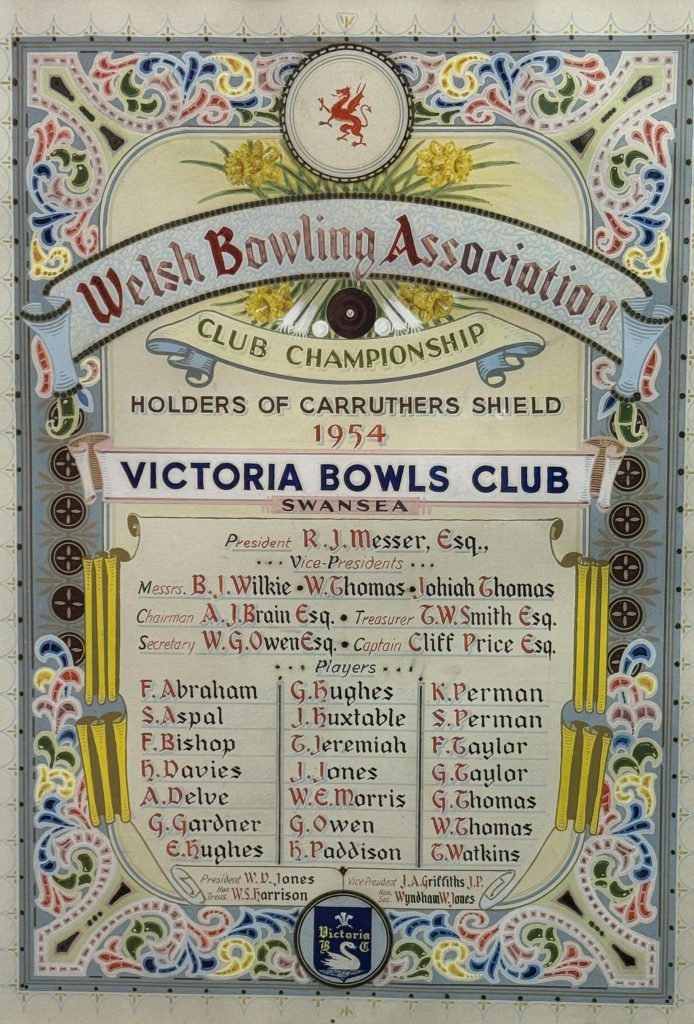 Welsh Bowling Association
CLUB CHAMPIONSHIP
HOLDERS OF CARRUTHERS SHIELD
1954
VICTORIA BOWLS CLUB
SWANSEA
President R.J.Messer, Esq.,
Vice-Presidents
Messrs. B.J.Wilkie • W.Thomas • Johiah Thomas
Chairman A.J.Brain Esq. • Treasurer T.W.Smith Esq.
Secretary W.G.Owen Esq. • Captain Cliff Price Esq.
Players
F.Abraham G.Hughes K.Perman
S.Aspal J.Huxtable S.Perman
F.Bishop T.Jeremiah F.Taylor
H.Davies J.Jones G.Taylor
A.Delve W.E.Morris G.Thomas
G.Gardner G.Owen W.Thomas
E.Hughes H.Paddison T.Watkins
President W.D.Jones Vice President J.A.Griffiths J.P.
Hon Treas W.S.Harrison Hon. Sec. Wyndham W.Jones
Victoria
B C